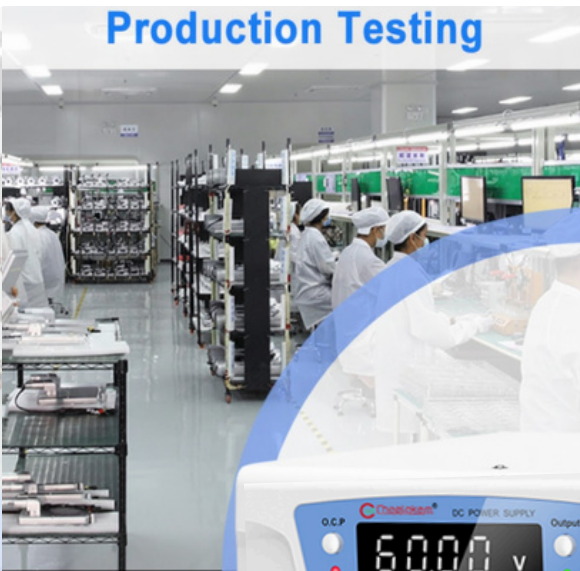 Production Testing
O.C.P
DC POWER SUPPLY
Output
60.00 V